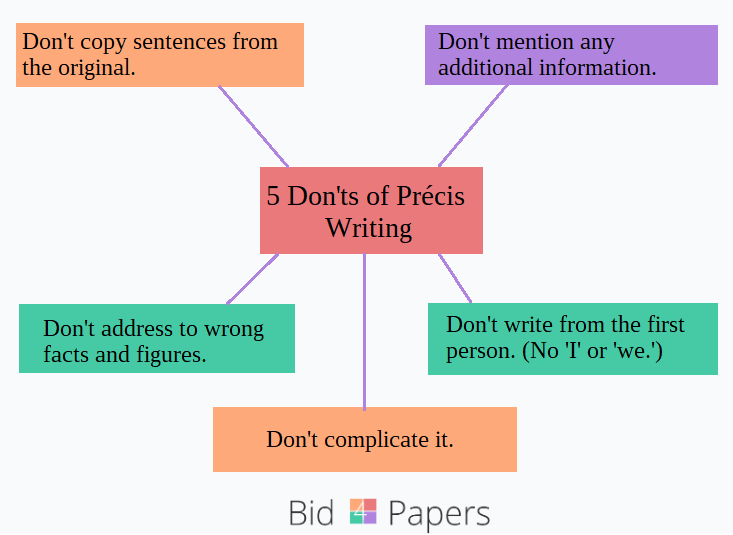 Don't copy sentences from
the original.
Don't mention any
additional information.
5 Don'ts of Précis
Writing
Don't address to wrong
facts and figures.
Don't write from the first
person. (No 'I' or 'we.')
Don't complicate it.
Bid 4 Papers